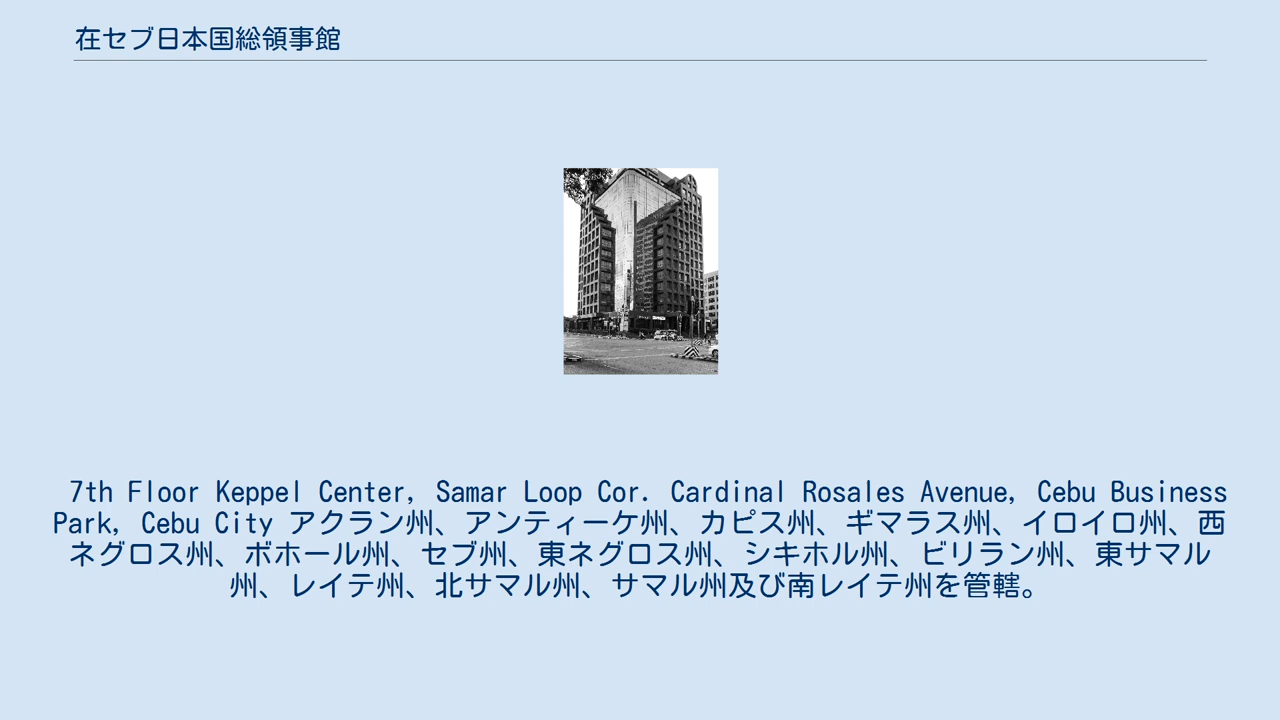 在セブ日本国総領事館
7th Floor Keppel Center, Samar Loop Cor. Cardinal Rosales Avenue, Cebu Business
Park, Cebu City アクラン州、アンティーケ州、カピス州、ギマラス州、イロイロ州、西
ネグロス州、ボホール州、セブ州、東ネグロス州、シキホル州、ビリラン州、東サマル
州、レイテ州、北サマル州、サマル州及び南レイテ州を管轄。